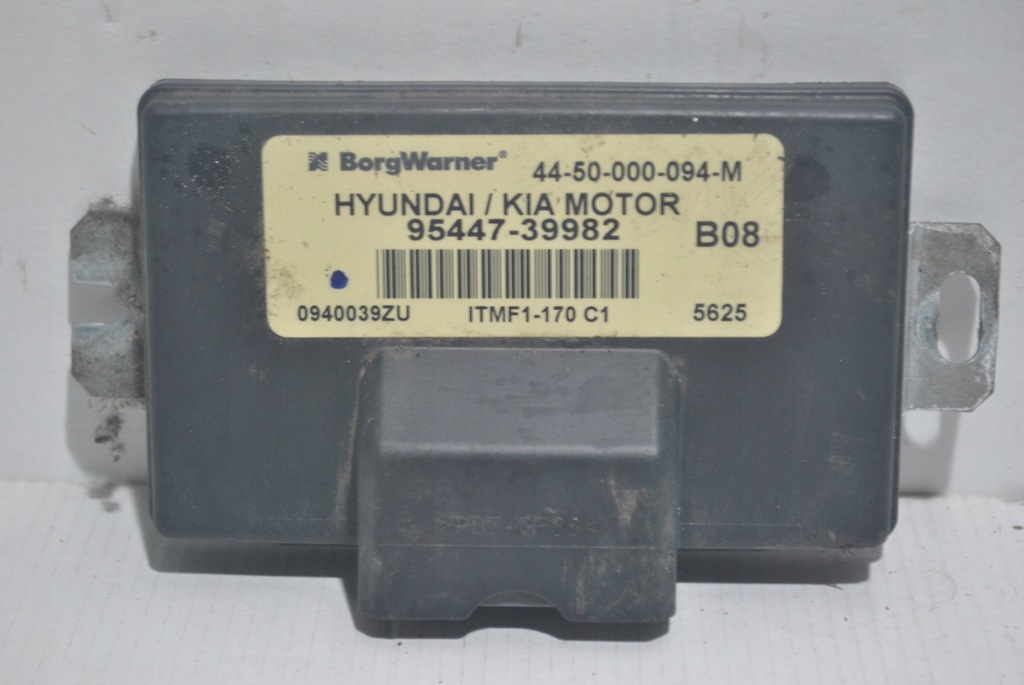 BorgWarner® 44-50-000-094-M
HYUNDAI / KIA MOTOR
95447-39982 B08
0940039ZU ITMF1-170 C1 5625